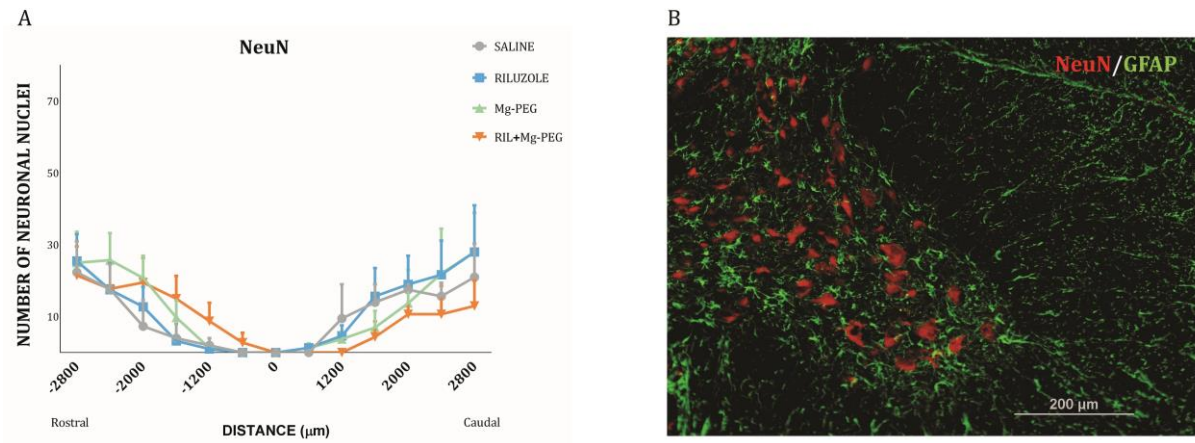 A
NeuN
SALINE
RILUZOLE
Mg-PEG
RIL+Mg-PEG
NUMBER OF NEURONAL NUCLEI
70
50
30
10
-2800
-2000
-1200
0
1200
2000
2800
Rostral
Caudal
DISTANCE (μm)
B
NeuN/GFAP
200 μm